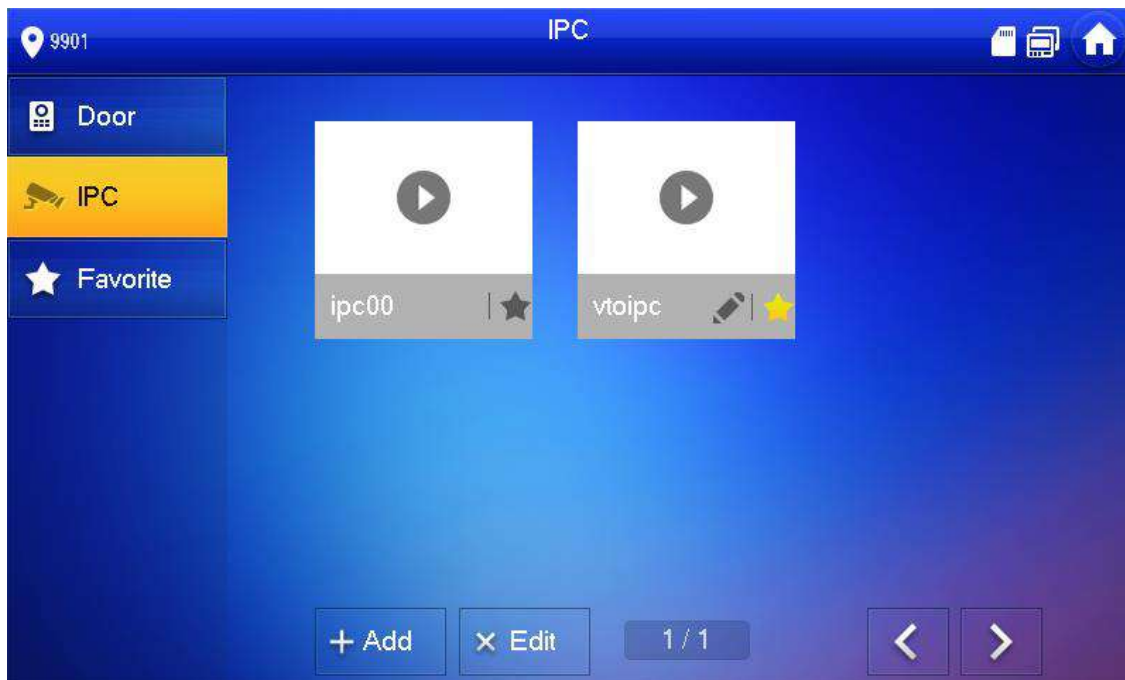 9901
IPC
Door
IPC
Favorite
ipc00
vtoipc
+ Add
× Edit
1 / 1